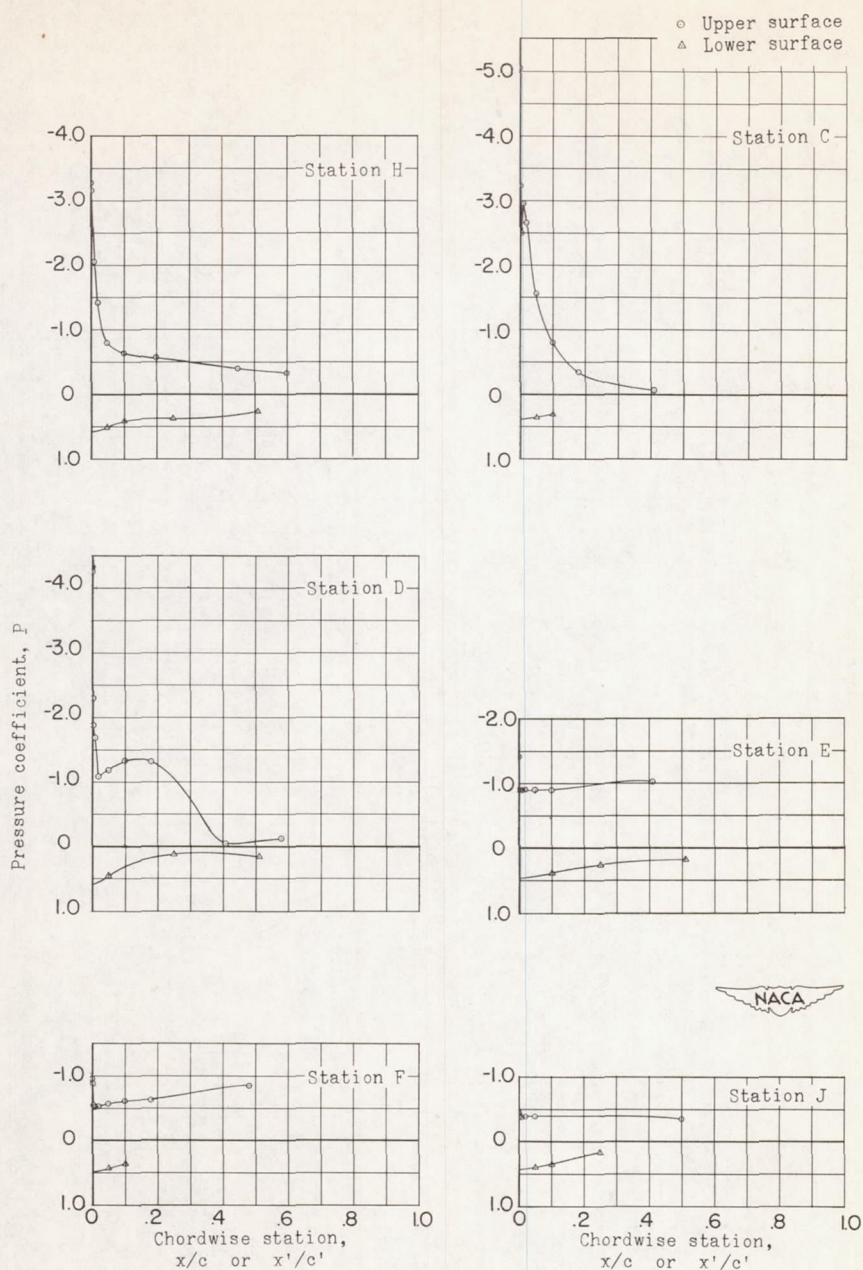 ○ Upper surface
△ Lower surface
-4.0
-3.0
-2.0
-1.0
0
1.0
Station H
-5.0
-4.0
-3.0
-2.0
-1.0
0
1.0
Station C
Pressure coefficient, P
-4.0
-3.0
-2.0
-1.0
0
1.0
Station D
-2.0
-1.0
0
1.0
Station E
NACA
-1.0
0
1.0
Station F
0 .2 .4 .6 .8 1.0
Chordwise station,
x/c or x'/c'
-1.0
0
1.0
Station J
0 .2 .4 .6 .8 1.0
Chordwise station,
x/c or x'/c'